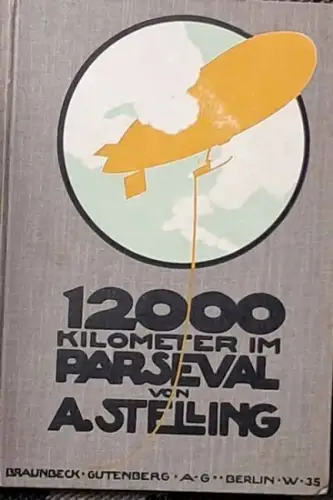 12000
KILOMETER IM
PARSEVAL
VON
A.STELLING
BRAUNBECK·GUTENBERG·A·G··BERLIN·W·35